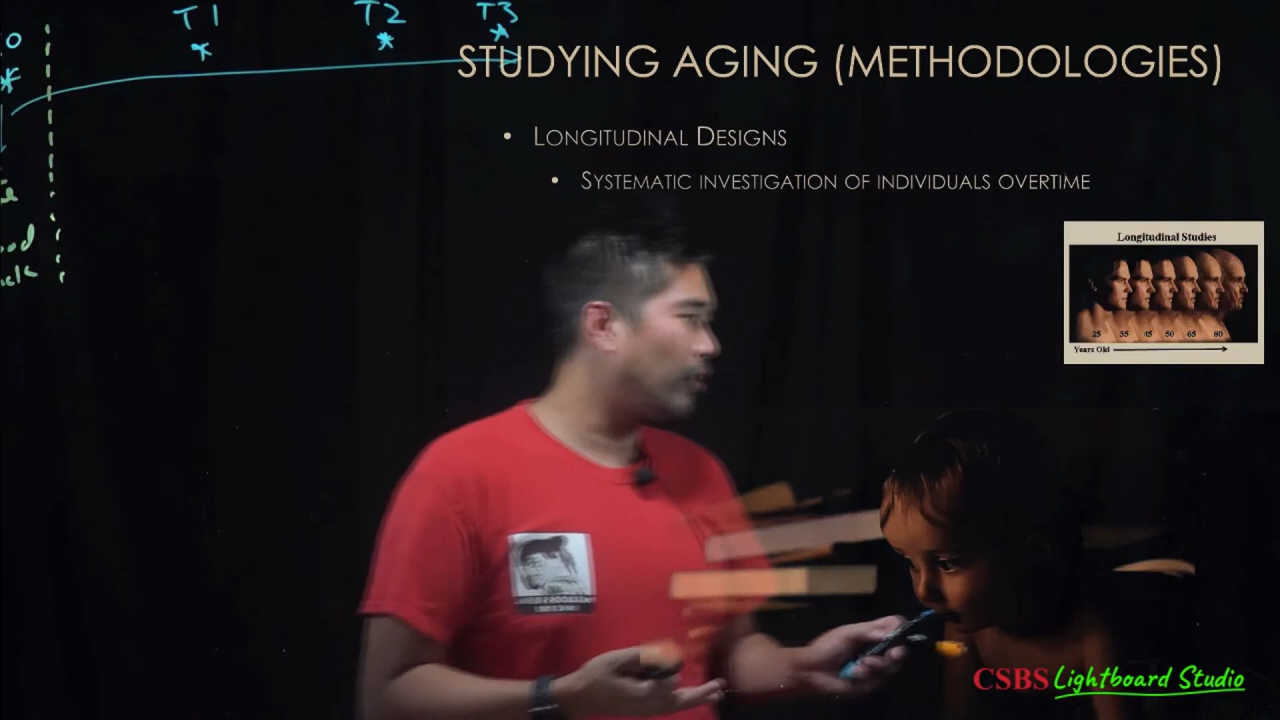 T1 T2 T3
STUDYING AGING (METHODOLOGIES)
• LONGITUDINAL DESIGNS
• SYSTEMATIC INVESTIGATION OF INDIVIDUALS OVERTIME
Longitudinal Studies
25 35 45 50 65 80
Years Old
CSBS Lightboard Studio